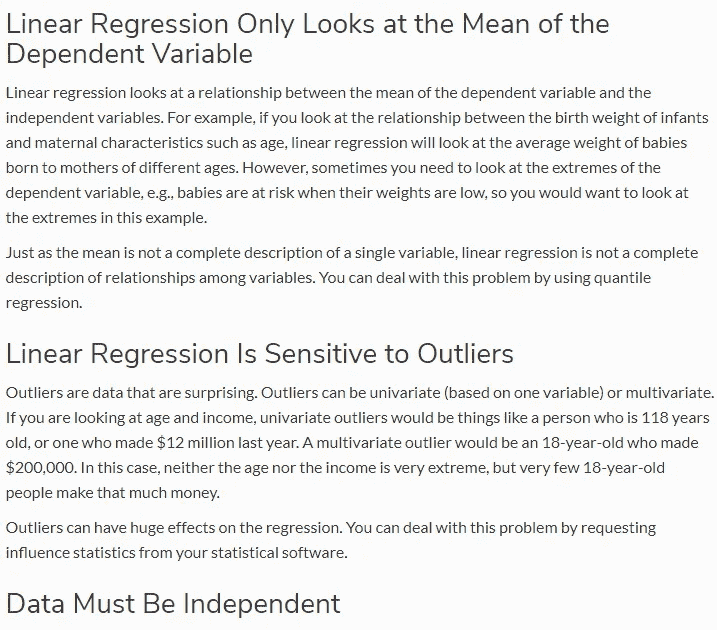 Linear Regression Only Looks at the Mean of the
Dependent Variable
Linear regression looks at a relationship between the mean of the dependent variable and the
independent variables. For example, if you look at the relationship between the birth weight of infants
and maternal characteristics such as age, linear regression will look at the average weight of babies
born to mothers of different ages. However, sometimes you need to look at the extremes of the
dependent variable, e.g., babies are at risk when their weights are low, so you would want to look at
the extremes in this example.
Just as the mean is not a complete description of a single variable, linear regression is not a complete
description of relationships among variables. You can deal with this problem by using quantile
regression.
Linear Regression Is Sensitive to Outliers
Outliers are data that are surprising. Outliers can be univariate (based on one variable) or multivariate.
If you are looking at age and income, univariate outliers would be things like a person who is 118 years
old, or one who made $12 million last year. A multivariate outlier would be an 18-year-old who made
$200,000. In this case, neither the age nor the income is very extreme, but very few 18-year-old
people make that much money.
Outliers can have huge effects on the regression. You can deal with this problem by requesting
influence statistics from your statistical software.
Data Must Be Independent